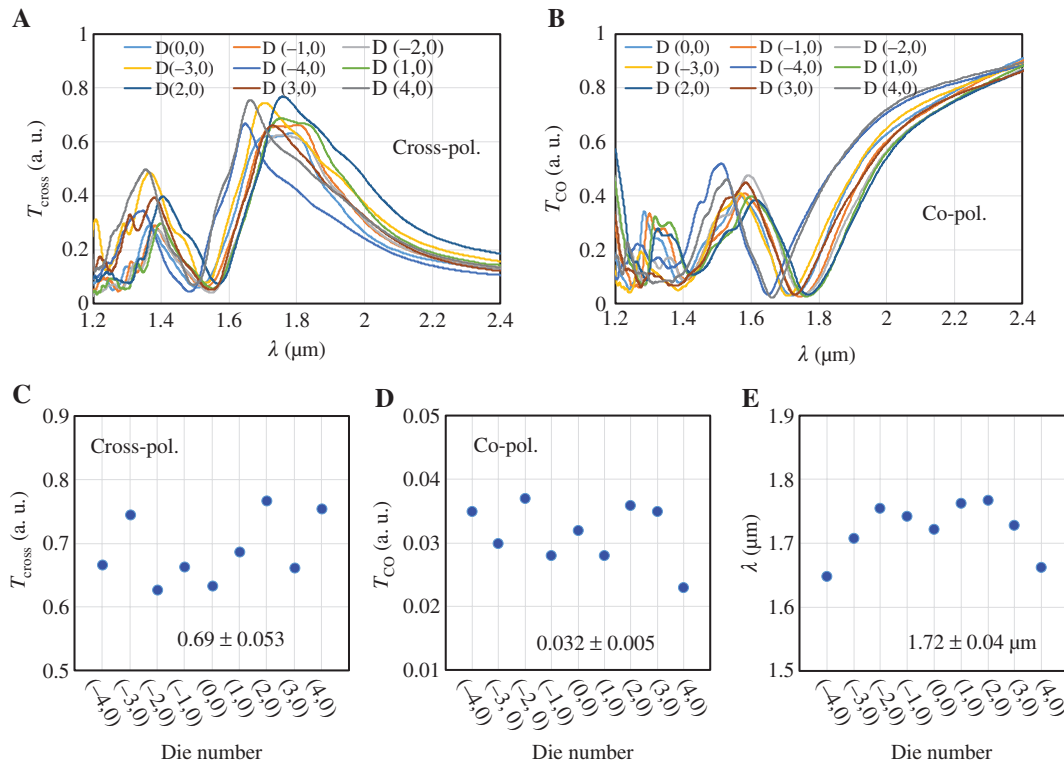 A
1
0.8
0.6
0.4
0.2
0
T_cross (a. u.)
D(0,0) D (−1,0) D (−2,0)
D(−3,0) D (−4,0) D (1,0)
D(2,0) D (3,0) D (4,0)
Cross-pol.
1.2 1.4 1.6 1.8 2 2.2 2.4
λ (μm)
B
1
0.8
0.6
0.4
0.2
0
T_CO (a. u.)
D (0,0) D (−1,0) D (−2,0)
D (−3,0) D (−4,0) D (1,0)
D (2,0) D (3,0) D (4,0)
Co-pol.
1.2 1.4 1.6 1.8 2 2.2 2.4
λ (μm)
C
0.9
0.8
0.7
0.6
0.5
T_cross (a. u.)
Cross-pol.
0.69 ± 0.053
(−4,0) (−3,0) (−2,0) (−1,0) (0,0) (1,0) (2,0) (3,0) (4,0)
Die number
D
0.05
0.04
0.03
0.02
0.01
T_CO (a. u.)
Co-pol.
0.032 ± 0.005
(−4,0) (−3, 0) (−2, 0) (−1,0) (0,0) (1,0) (2,0) (3,0) (4,0)
Die number
E
1.9
1.8
1.7
1.6
1.5
λ (μm)
1.72 ± 0.04 μm
(−4,0) (−3,0) (−2,0) (−1,0) (0,0) (1,0) (2,0) (3,0) (4,0)
Die number